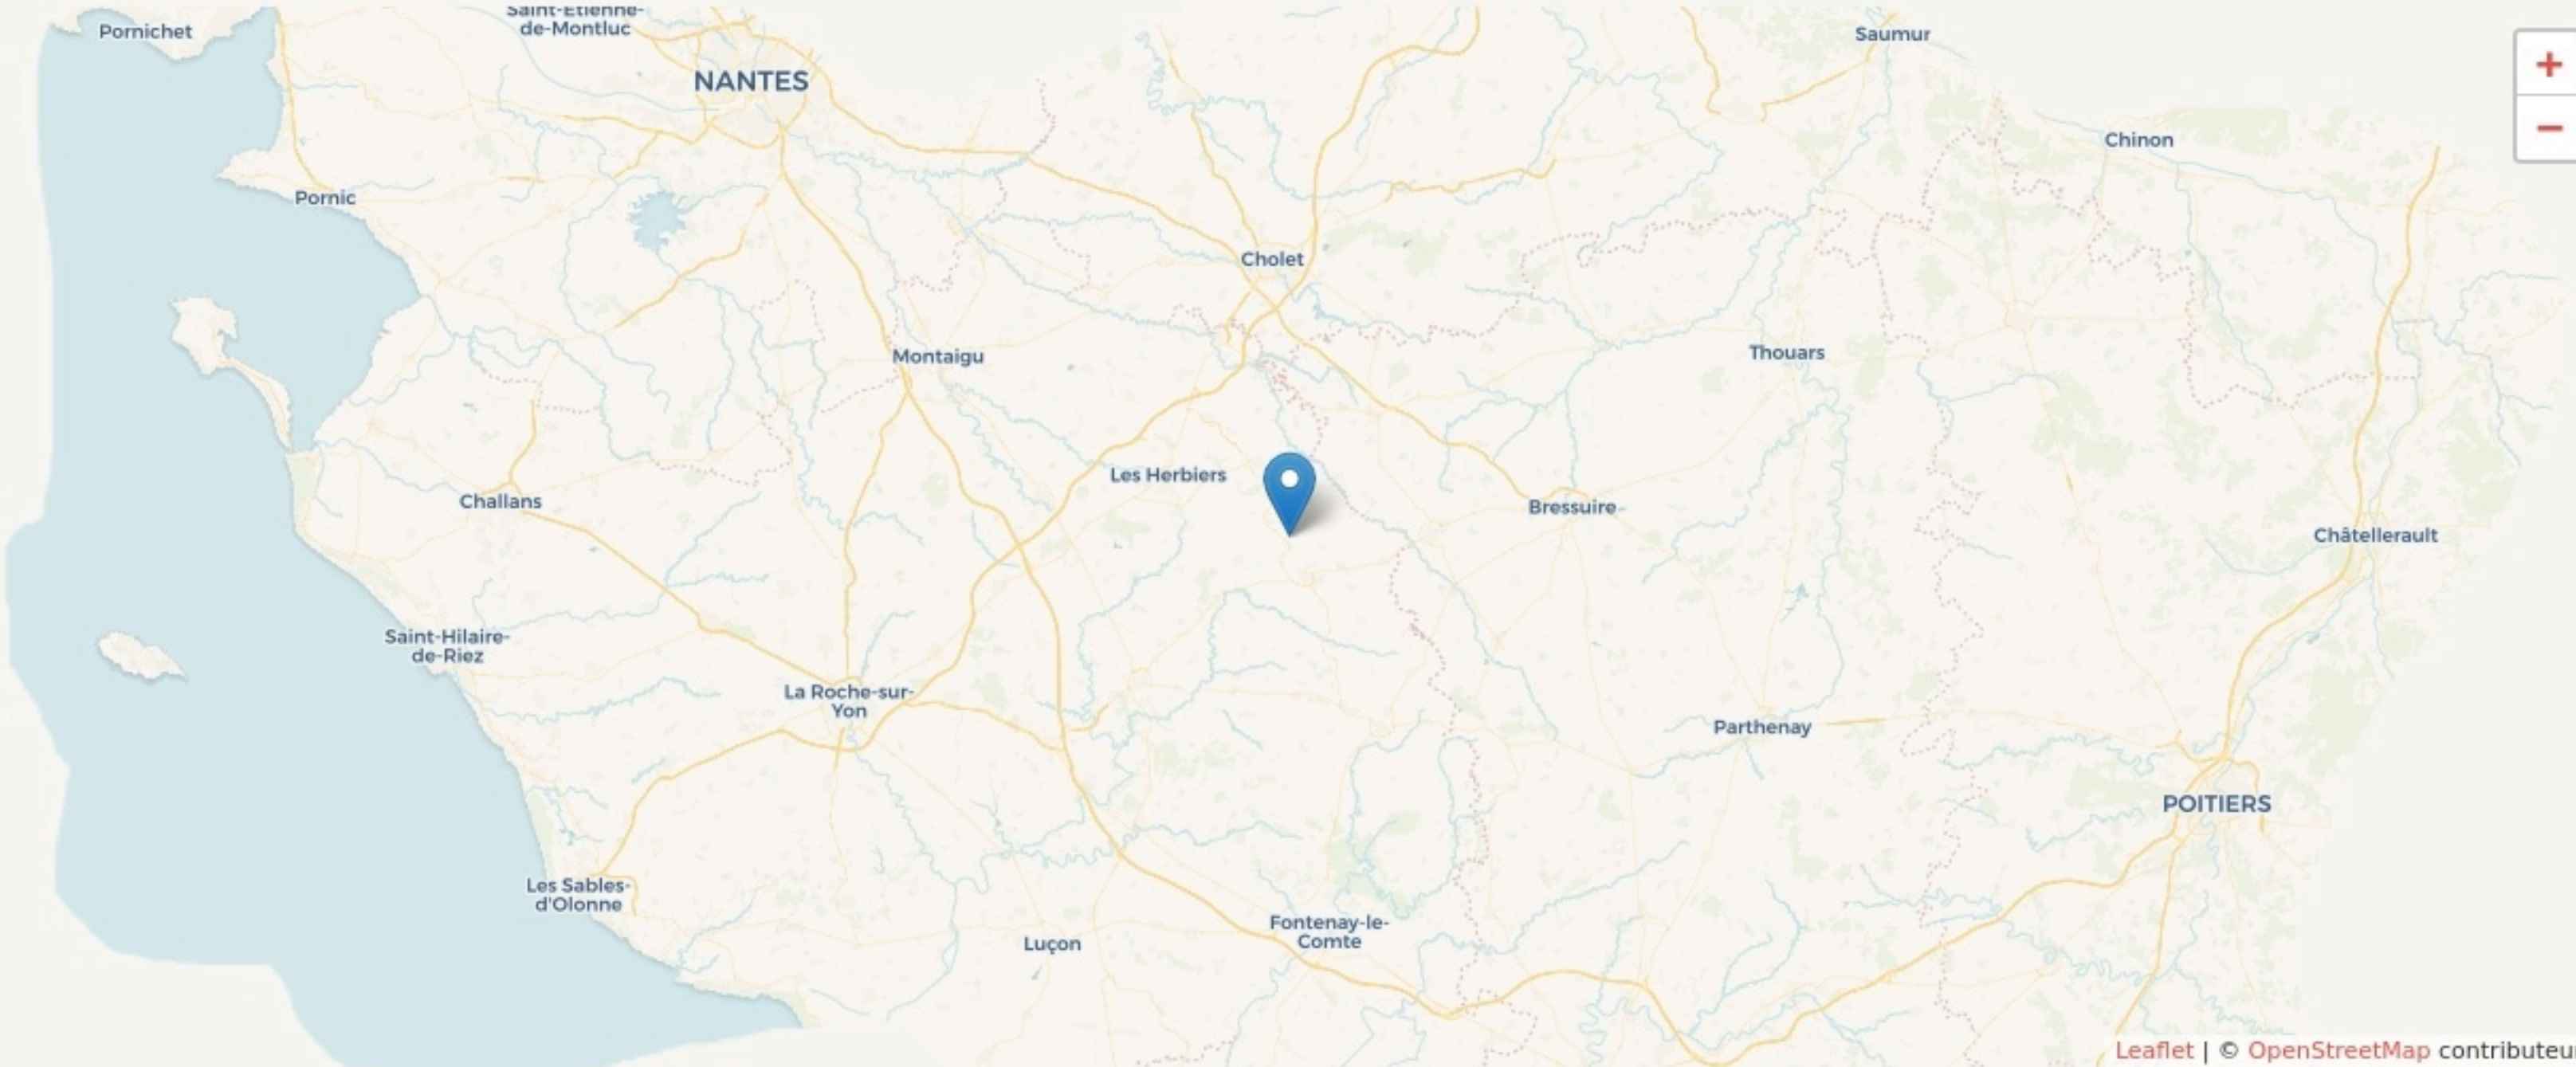 Pornichet
Saint-Etienne-
de-Montluc
NANTES
Saumur
+
−
Chinon
Pornic
Cholet
Montaigu
Thouars
Les Herbiers
Challans
Bressuire
Châtellerault
Saint-Hilaire-
de-Riez
La Roche-sur-
Yon
Parthenay
POITIERS
Les Sables-
d'Olonne
Fontenay-le-
Comte
Luçon
Leaflet | © OpenStreetMap contributeu